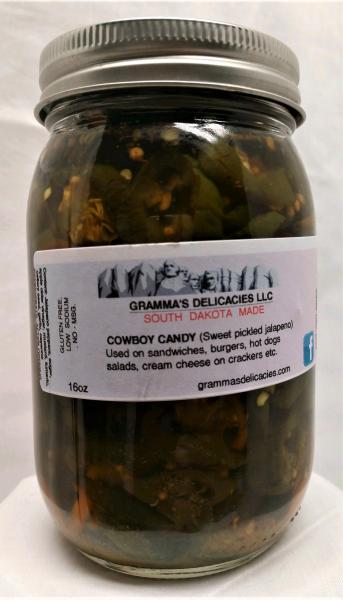 GRAMMA'S DELICACIES LLC
SOUTH DAKOTA MADE
COWBOY CANDY (Sweet pickled jalapeno)
Used on sandwiches, burgers, hot dogs
salads, cream cheese on crackers etc.
grammasdelicacies.com
16oz
GLUTEN FREE,
LOW SODIUM
- NO - MSG.
f